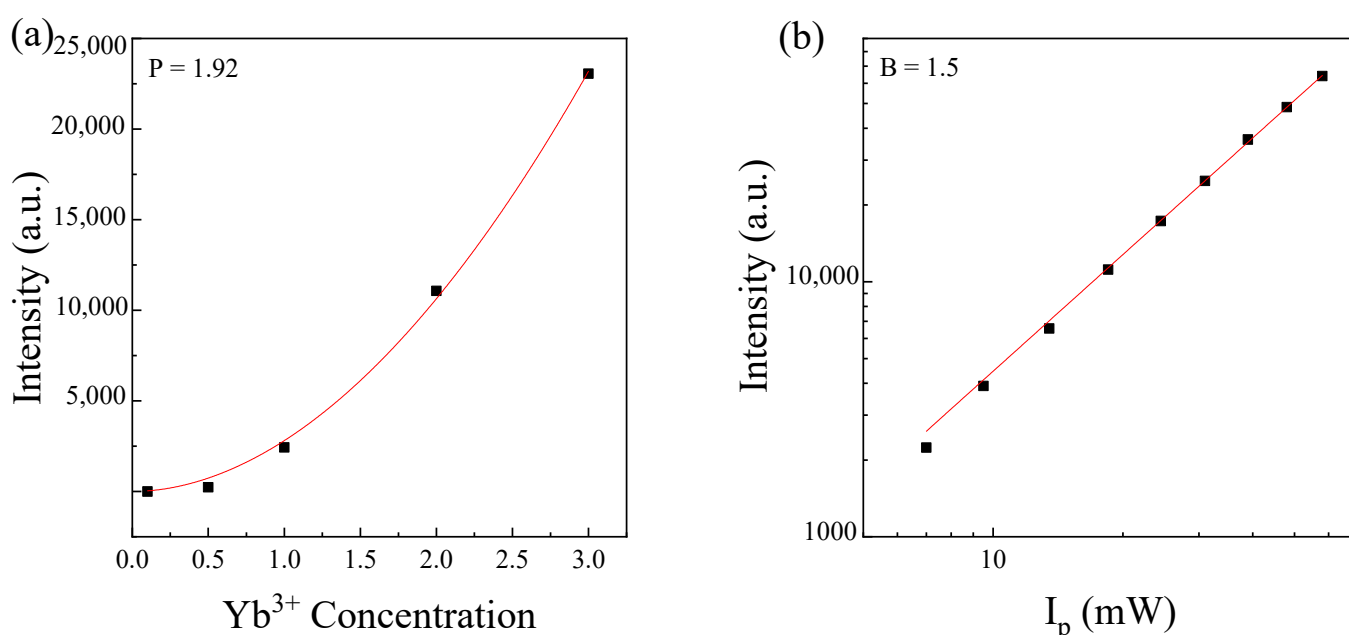 (a)
P = 1.92
25,000
20,000
15,000
10,000
5,000
0.0 0.5 1.0 1.5 2.0 2.5 3.0
Intensity (a.u.)
Yb³⁺ Concentration
(b)
B = 1.5
10,000
1000
10
Intensity (a.u.)
Iₚ (mW)